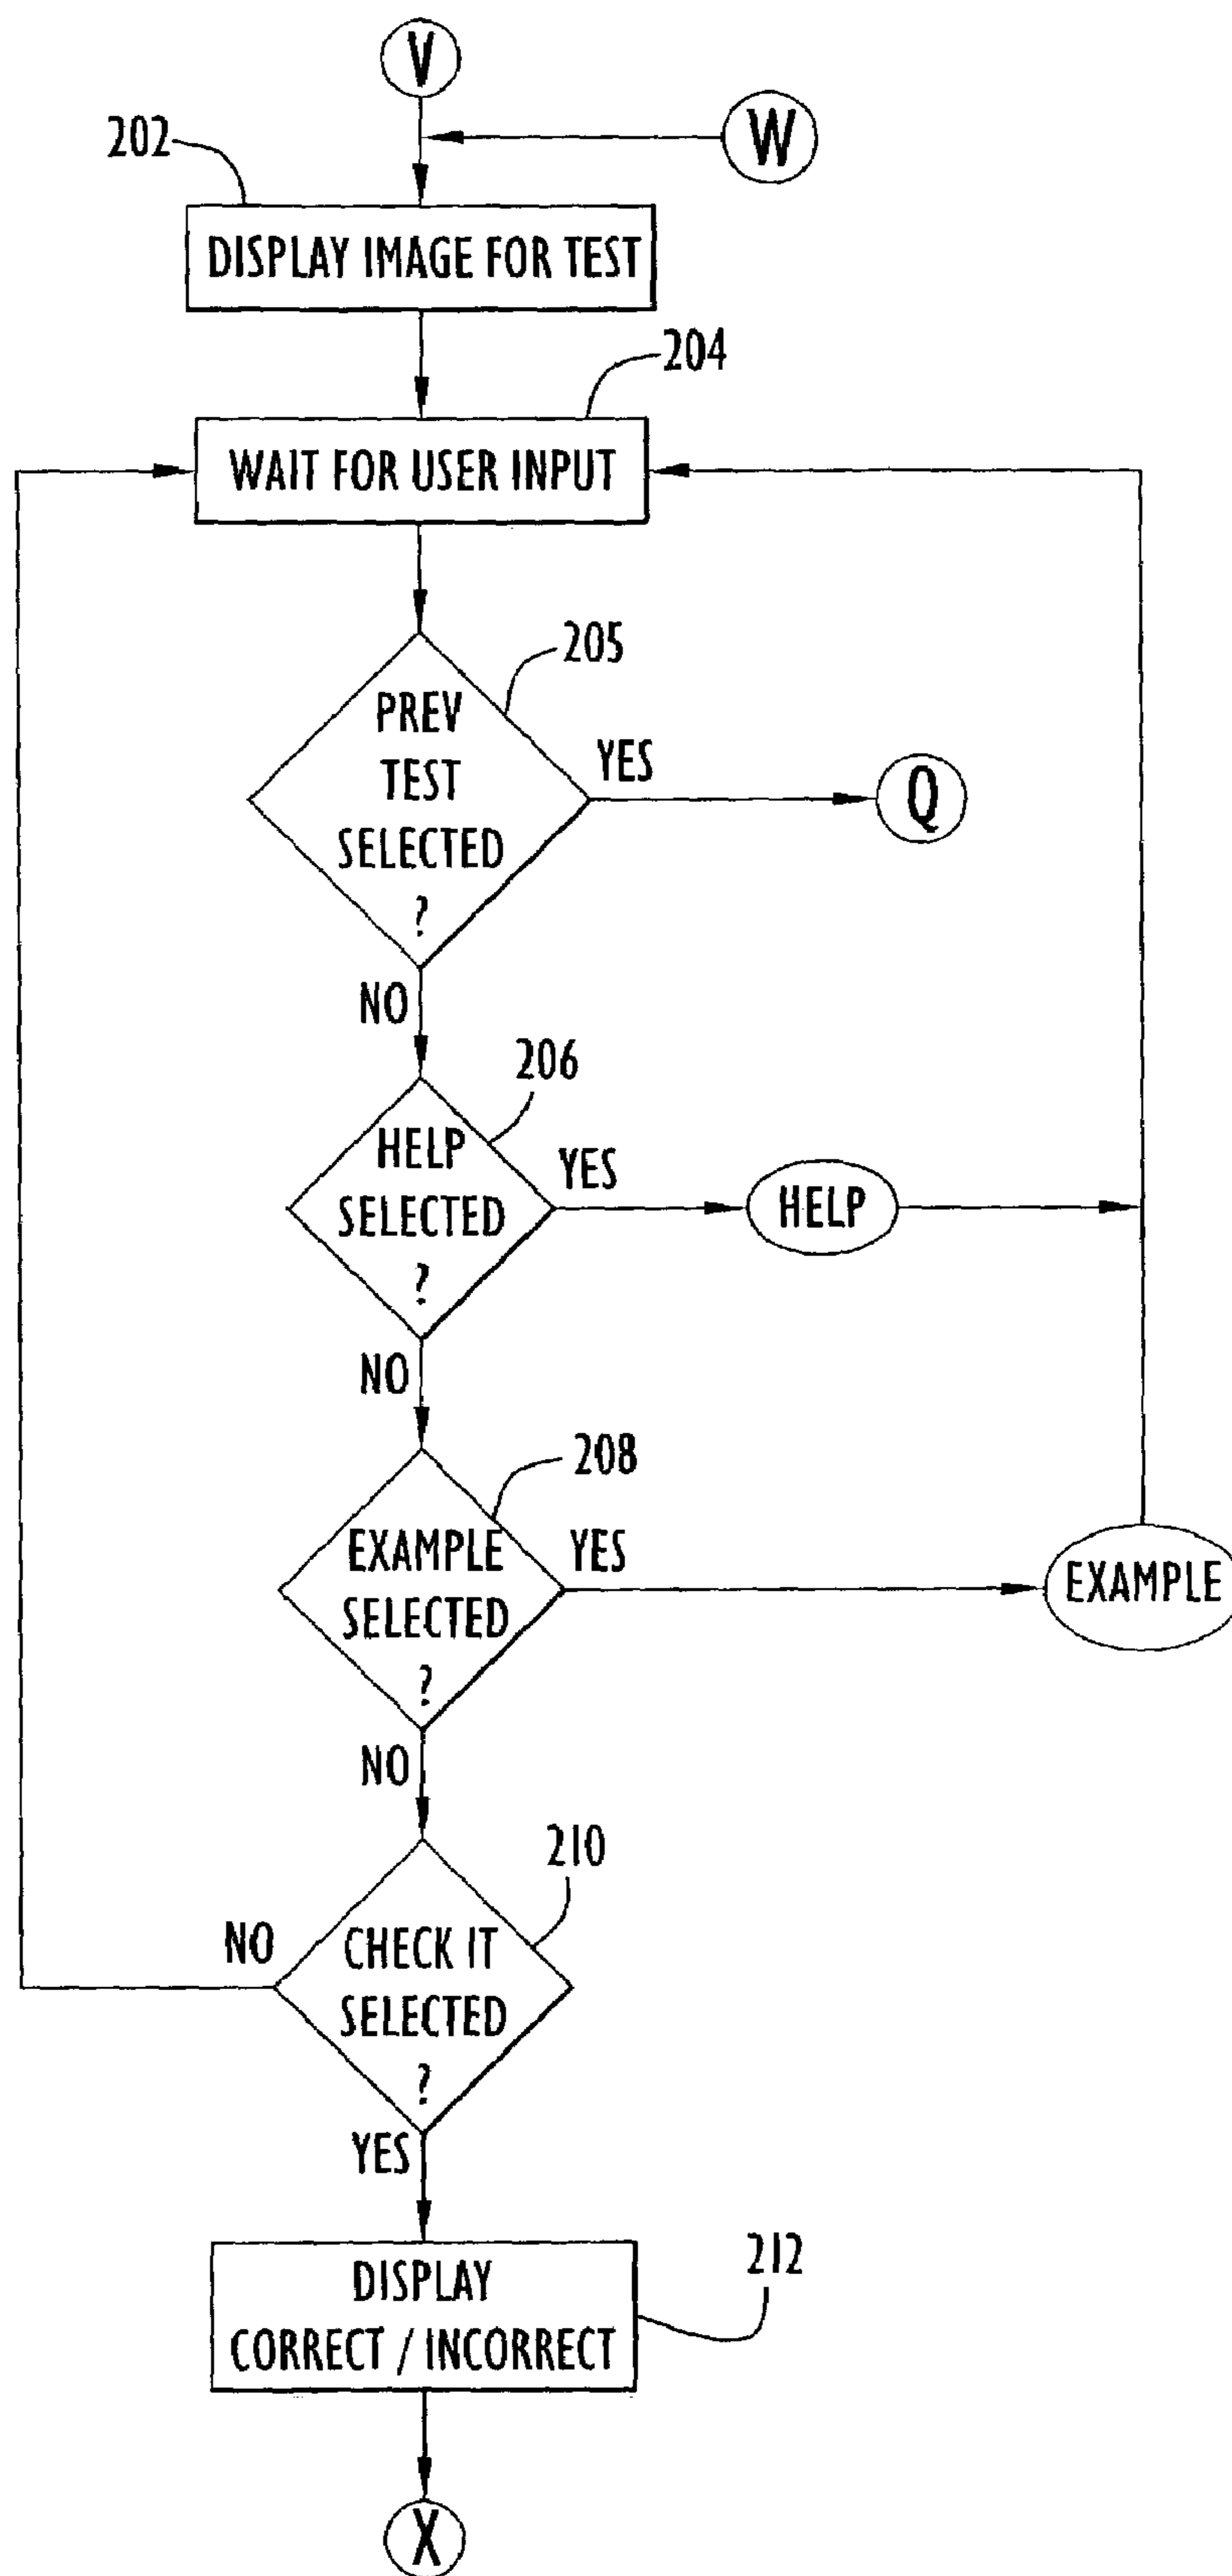 V
W
202
DISPLAY IMAGE FOR TEST
204
WAIT FOR USER INPUT
205
PREV
TEST
SELECTED
?
YES
Q
NO
206
HELP
SELECTED
?
YES
HELP
NO
208
EXAMPLE
SELECTED
?
YES
EXAMPLE
NO
210
CHECK IT
SELECTED
?
NO
YES
212
DISPLAY
CORRECT / INCORRECT
X